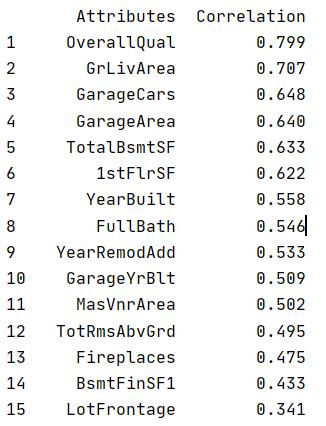 Attributes Correlation
1 OverallQual 0.799
2 GrLivArea 0.707
3 GarageCars 0.648
4 GarageArea 0.640
5 TotalBsmtSF 0.633
6 1stFlrSF 0.622
7 YearBuilt 0.558
8 FullBath 0.546
9 YearRemodAdd 0.533
10 GarageYrBlt 0.509
11 MasVnrArea 0.502
12 TotRmsAbvGrd 0.495
13 Fireplaces 0.475
14 BsmtFinSF1 0.433
15 LotFrontage 0.341